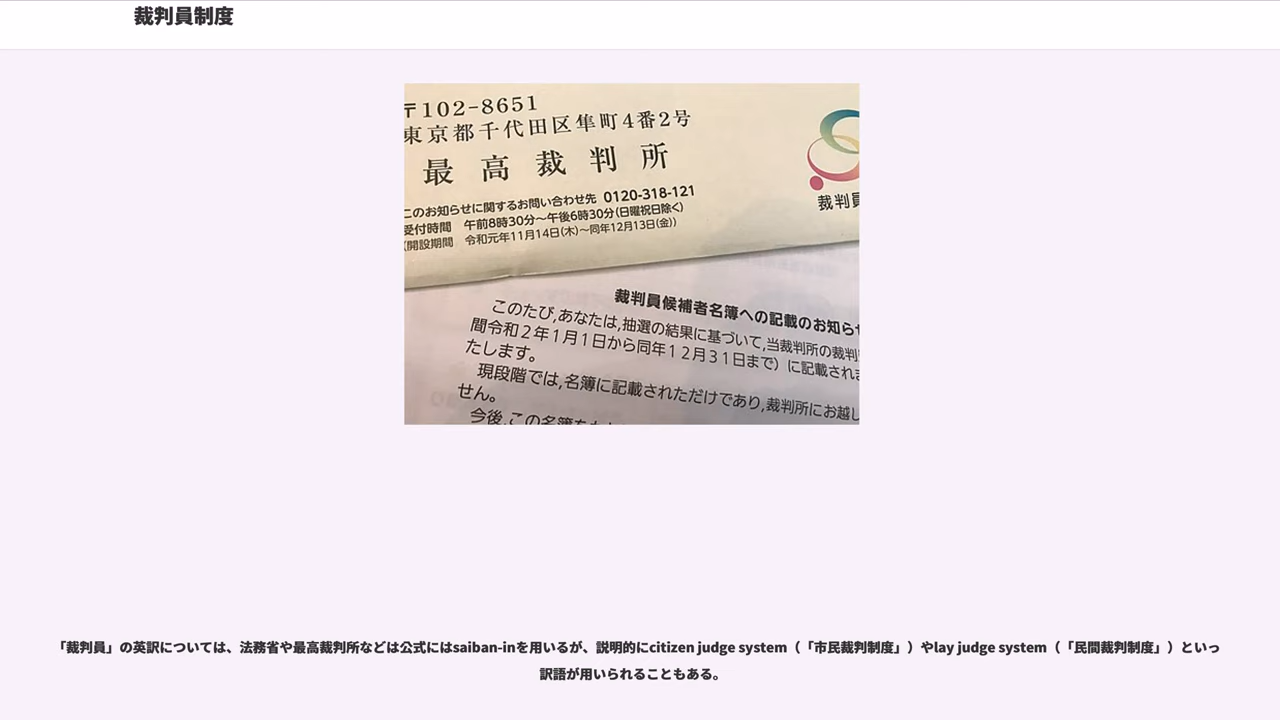 裁判員制度
〒102-8651
東京都千代田区隼町4番2号
最高裁判所
このお知らせに関するお問い合わせ先 0120-318-121
受付時間 午前8時30分～午後6時30分(日曜祝日除く)
(開設期間 令和元年11月14日(木)～同年12月13日(金))
裁判員
裁判員候補者名簿への記載のお知らせ
このたび,あなたは,抽選の結果に基づいて,当裁判所の裁判
間令和2年1月1日から同年12月31日まで）に記載されま
たします。
現段階では,名簿に記載されただけであり,裁判所にお越し
せん。
今後,この名簿をも
「裁判員」の英訳については、法務省や最高裁判所などは公式にはsaiban-inを用いるが、説明的にcitizen judge system（「市民裁判制度」）やlay judge system（「民間裁判制度」）といっ
訳語が用いられることもある。